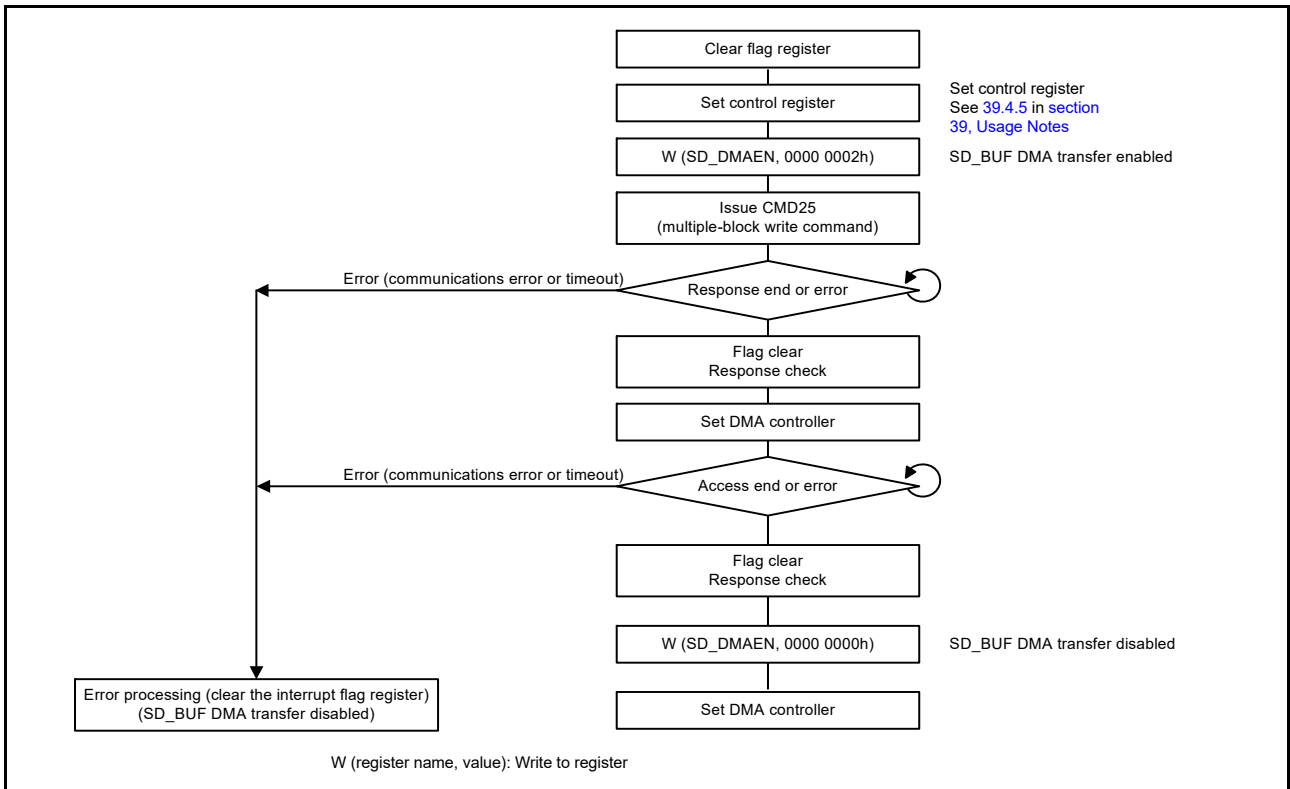 Clear flag register
Set control register
Set control register
See 39.4.5 in section
39, Usage Notes
W (SD_DMAEN, 0000 0002h)
SD_BUF DMA transfer enabled
Issue CMD25
(multiple-block write command)
Error (communications error or timeout)
Response end or error
Flag clear
Response check
Set DMA controller
Error (communications error or timeout)
Access end or error
Flag clear
Response check
W (SD_DMAEN, 0000 0000h)
SD_BUF DMA transfer disabled
Error processing (clear the interrupt flag register)
(SD_BUF DMA transfer disabled)
Set DMA controller
W (register name, value): Write to register